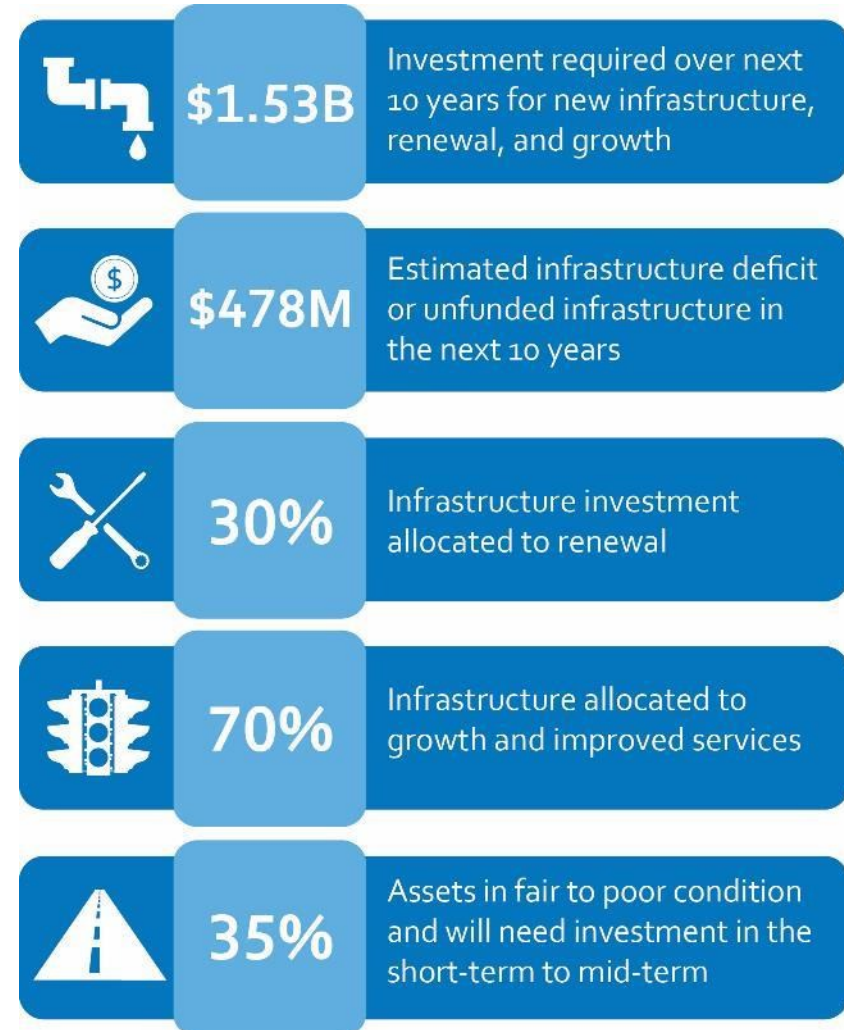 $1.53B
Investment required over next
10 years for new infrastructure,
renewal, and growth
$
$478M
Estimated infrastructure deficit
or unfunded infrastructure in
the next 10 years
30%
Infrastructure investment
allocated to renewal
70%
Infrastructure allocated to
growth and improved services
35%
Assets in fair to poor condition
and will need investment in the
short-term to mid-term